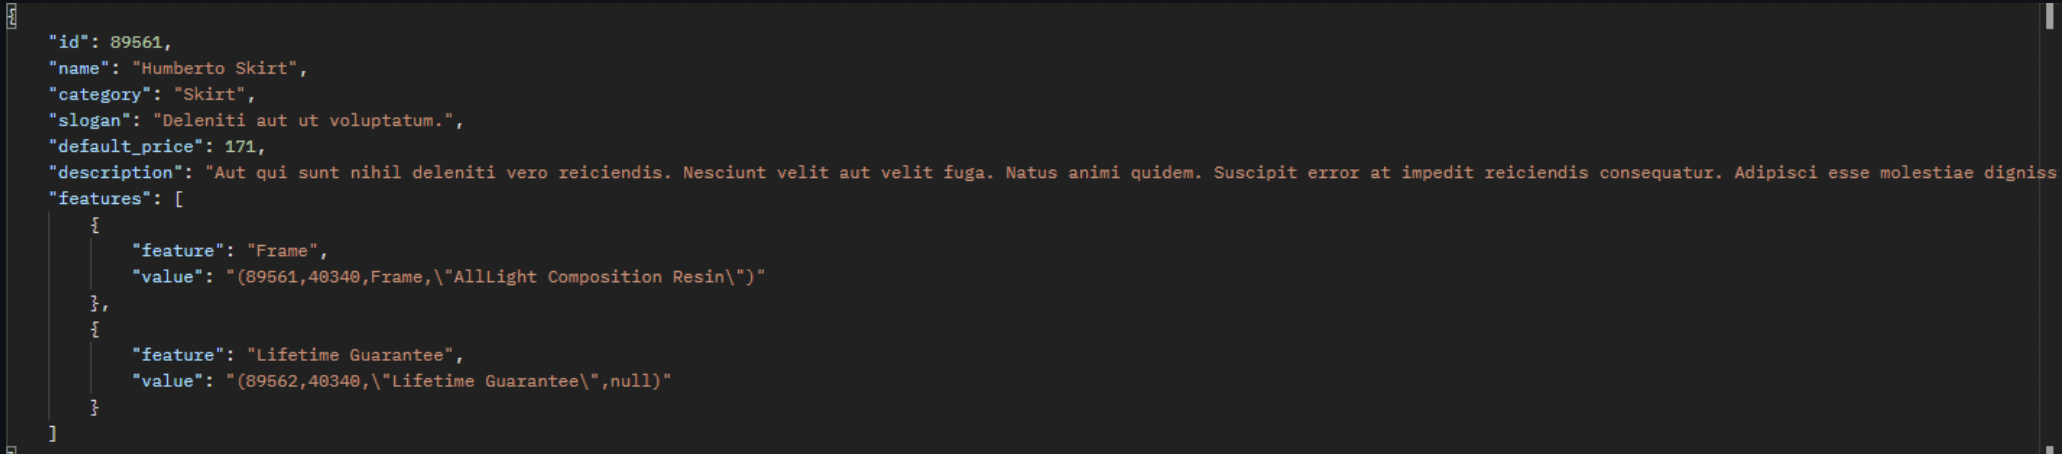 {
"id": 89561,
"name": "Humberto Skirt",
"category": "Skirt",
"slogan": "Deleniti aut ut voluptatum.",
"default_price": 171,
"description": "Aut qui sunt nihil deleniti vero reiciendis. Nesciunt velit aut velit fuga. Natus animi quidem. Suscipit error at impedit reiciendis consequatur. Adipisci esse molestiae digniss
"features": [
{
"feature": "Frame",
"value": "(89561,40340,Frame,\"AllLight Composition Resin\")"
},
{
"feature": "Lifetime Guarantee",
"value": "(89562,40340,\"Lifetime Guarantee\",null)"
}
]